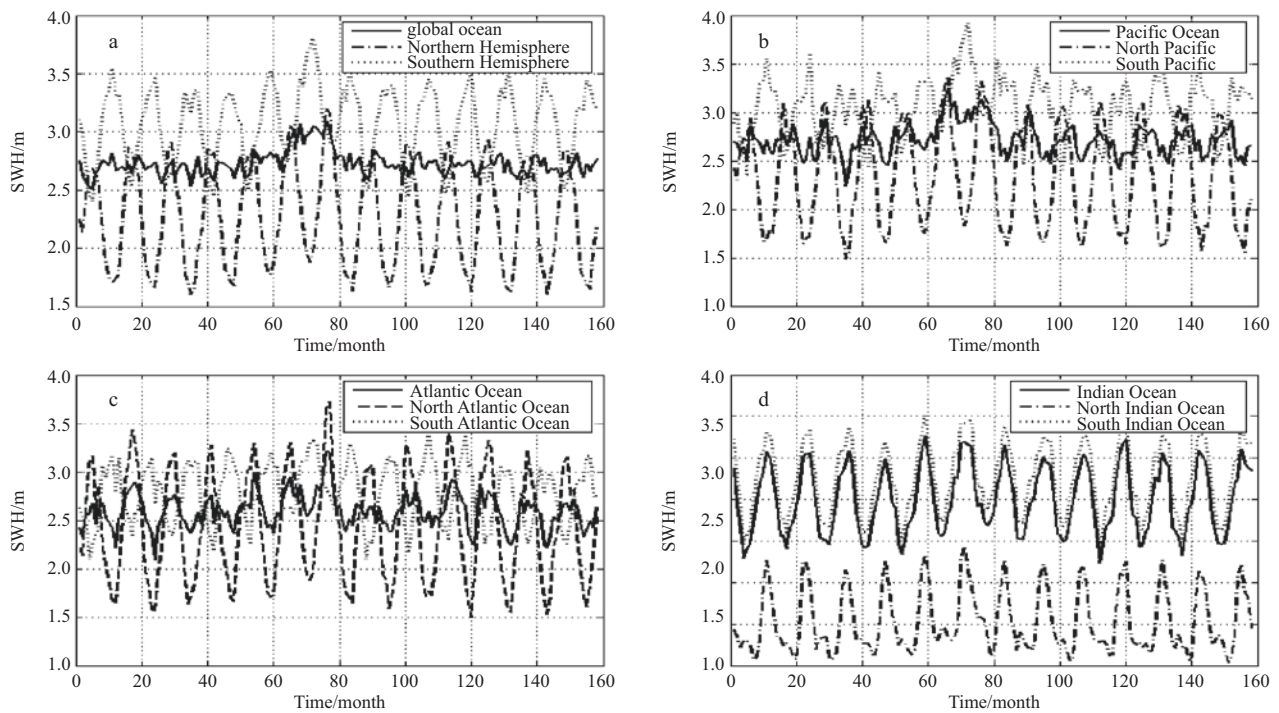 4.0
3.5
3.0
2.5
2.0
1.5
SWH/m
a
global ocean
Northern Hemisphere
Southern Hemisphere
0 20 40 60 80 100 120 140 160
Time/month
4.0
3.5
3.0
2.5
2.0
1.5
1.0
SWH/m
b
Pacific Ocean
North Pacific
South Pacific
0 20 40 60 80 100 120 140 160
Time/month
4.0
3.5
3.0
2.5
2.0
1.5
1.0
SWH/m
c
Atlantic Ocean
North Atlantic Ocean
South Atlantic Ocean
0 20 40 60 80 100 120 140 160
Time/month
4.0
3.5
3.0
2.5
2.0
1.5
1.0
SWH/m
d
Indian Ocean
North Indian Ocean
South Indian Ocean
0 20 40 60 80 100 120 140 160
Time/month